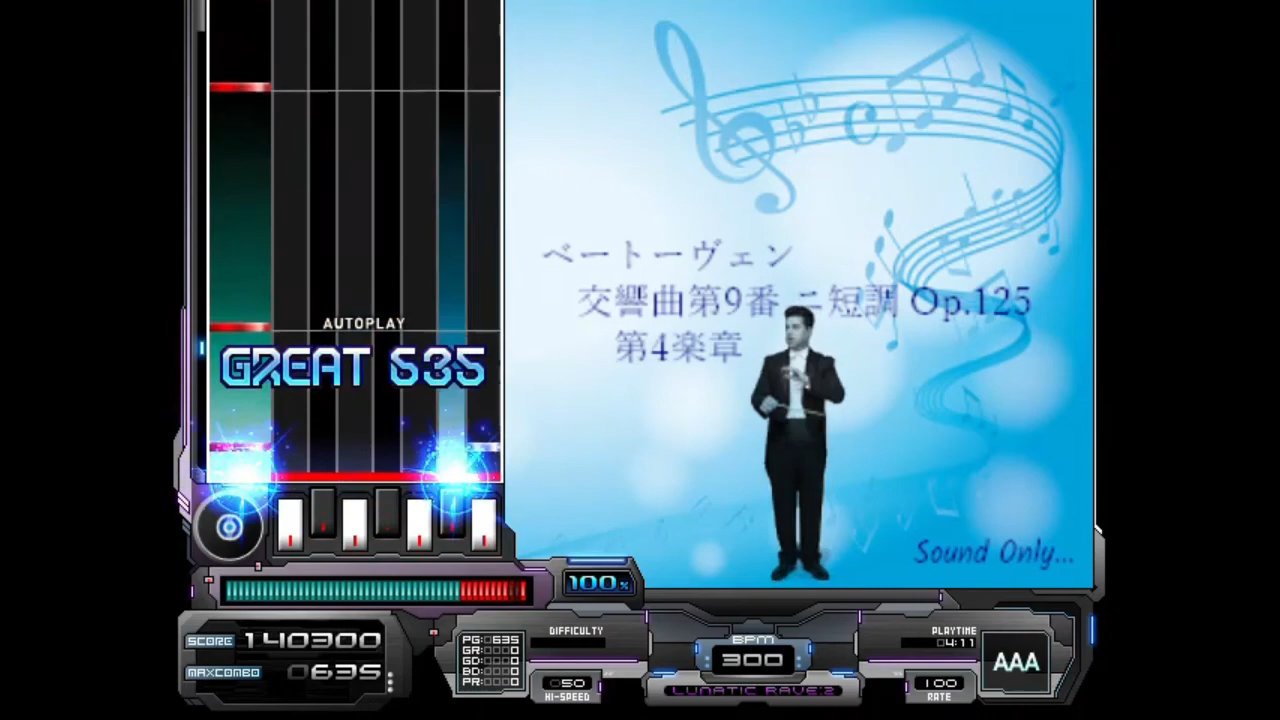 ベートーヴェン
交響曲第9番 ニ短調 Op.125
第4楽章
AUTOPLAY
GREAT 635
Sound Only...
100%
SCORE 140300
MAXCOMBO 0635
PG:0635
GR:0000
GD:0000
BD:0000
PR:0000
DIFFICULTY
050
HI-SPEED
BPM
300
LUNATIC RAVE:2
PLAYTIME
04:11
100
RATE
AAA